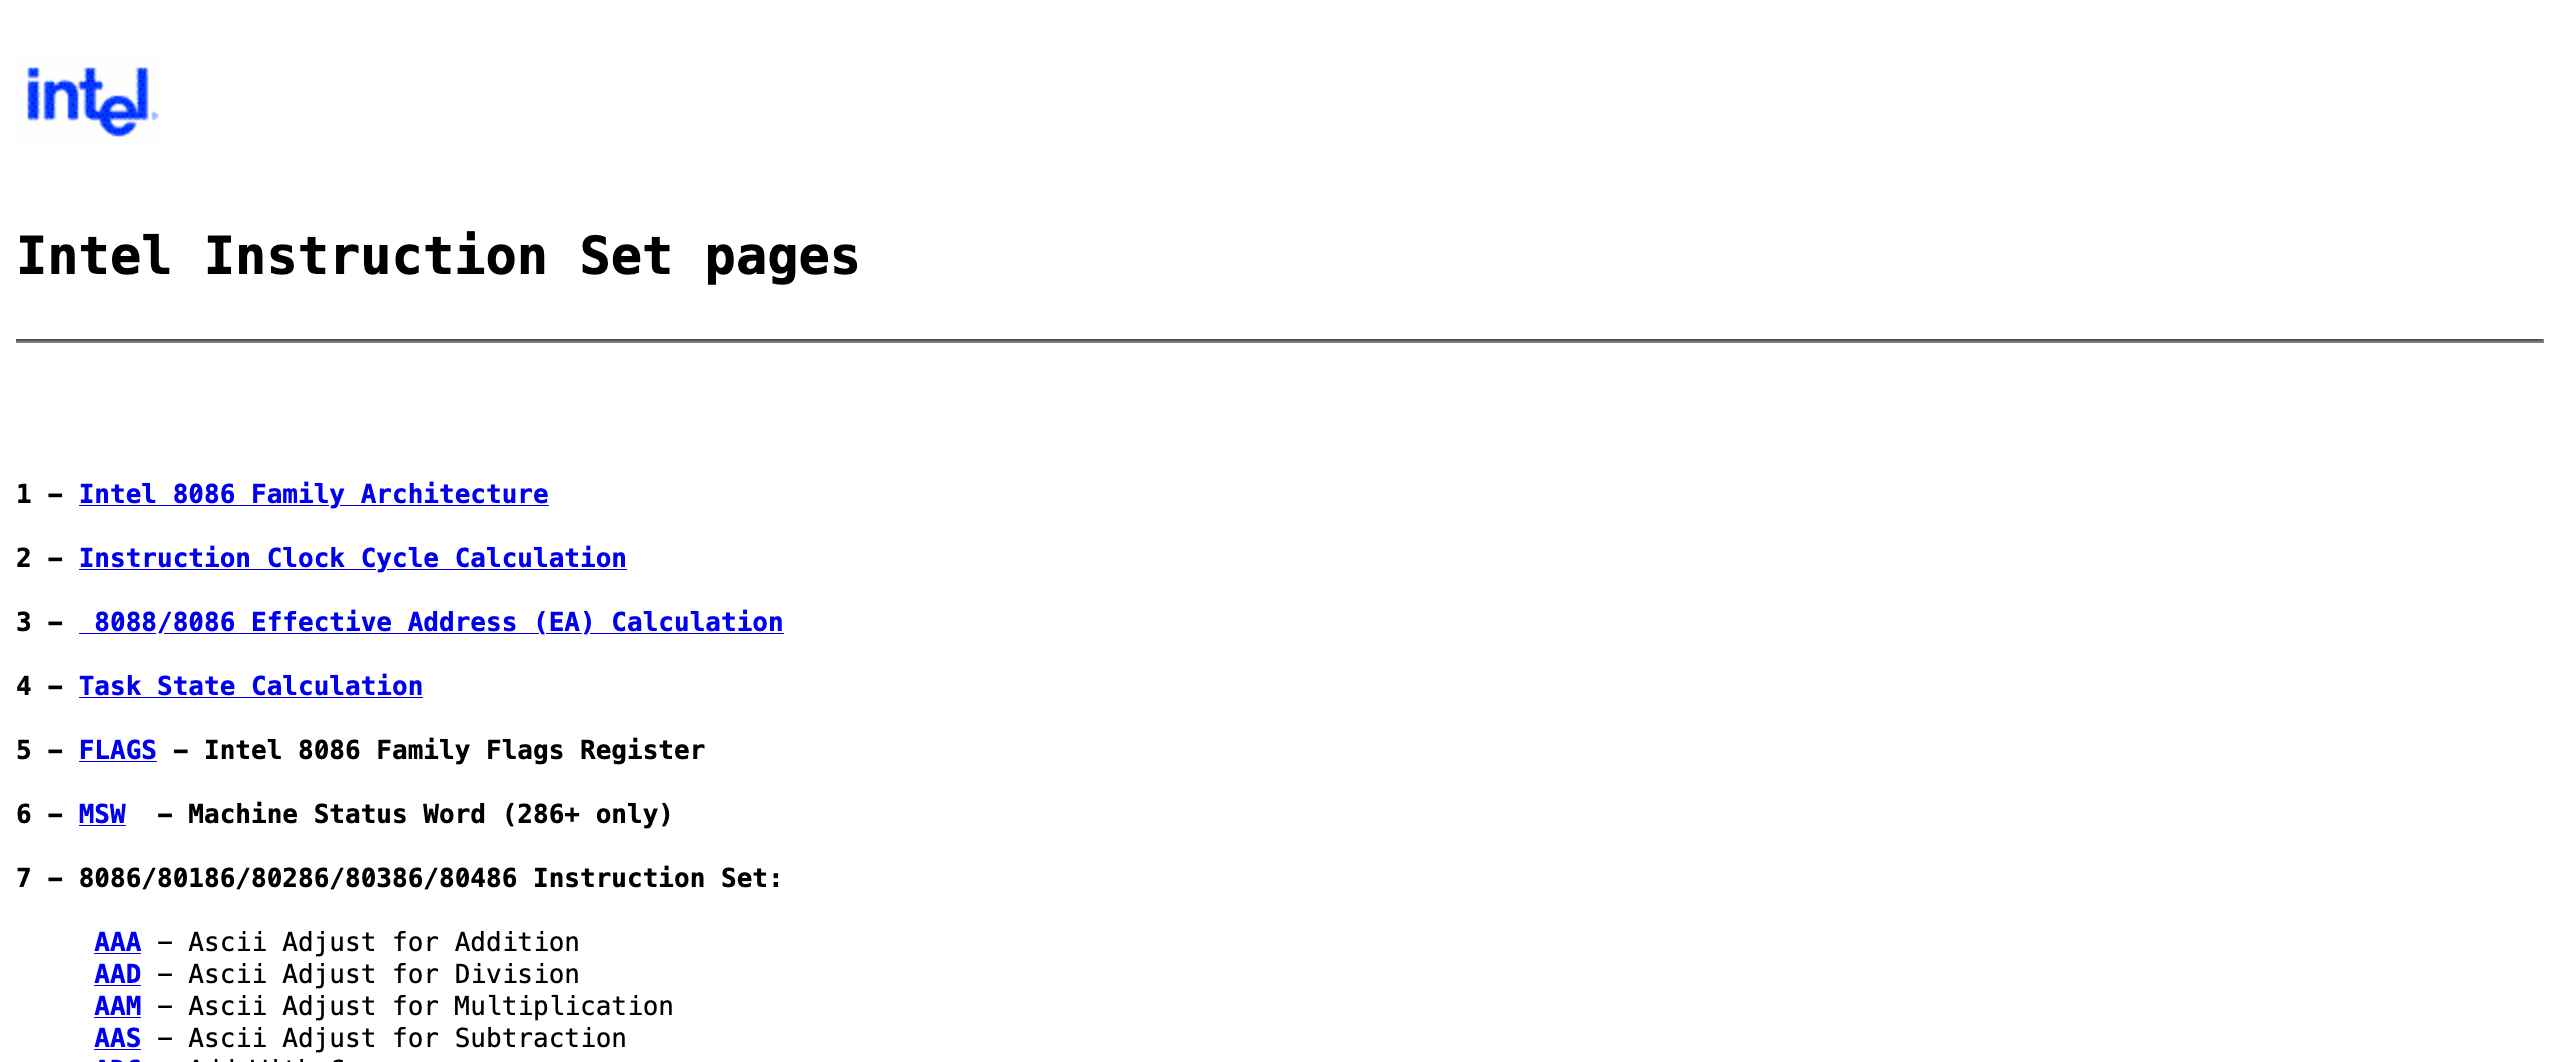 intel
Intel Instruction Set pages
1 - Intel 8086 Family Architecture
2 - Instruction Clock Cycle Calculation
3 - 8088/8086 Effective Address (EA) Calculation
4 - Task State Calculation
5 - FLAGS - Intel 8086 Family Flags Register
6 - MSW  - Machine Status Word (286+ only)
7 - 8086/80186/80286/80386/80486 Instruction Set:
AAA - Ascii Adjust for Addition
AAD - Ascii Adjust for Division
AAM - Ascii Adjust for Multiplication
AAS - Ascii Adjust for Subtraction